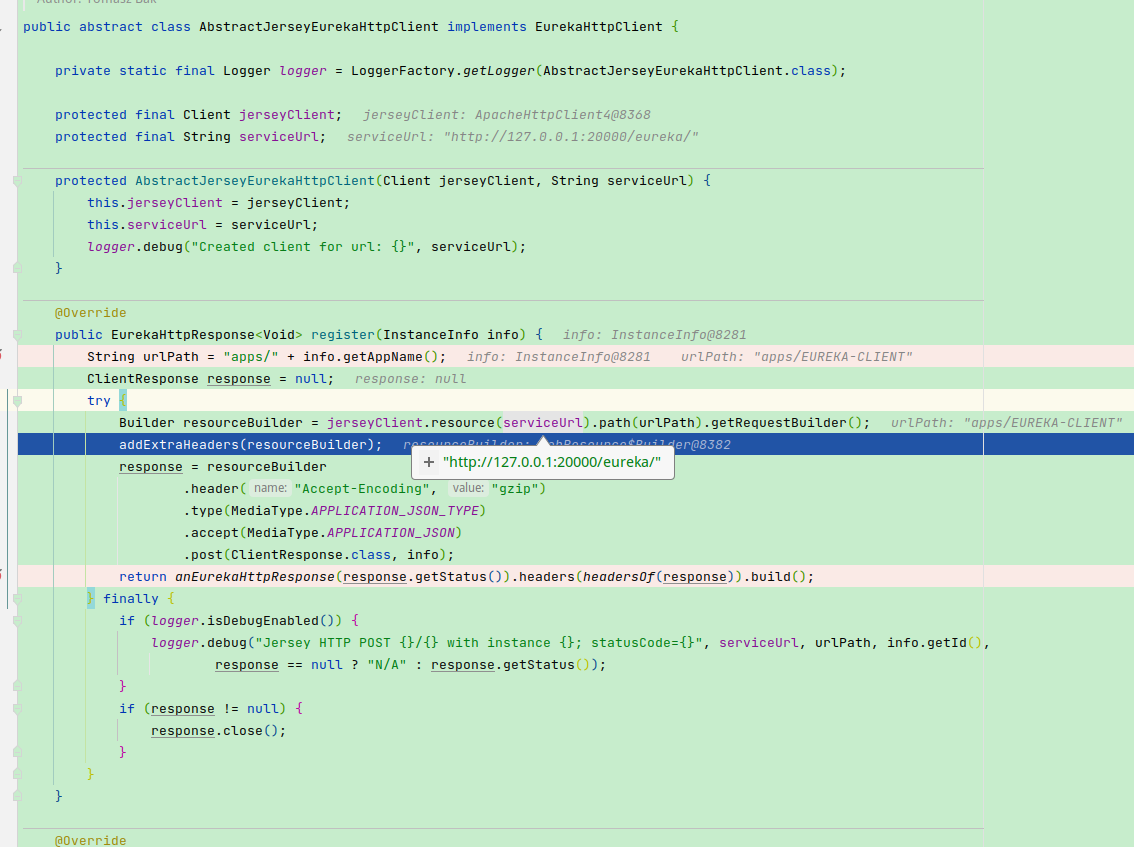 Author: Tomasz Bak
public abstract class AbstractJerseyEurekaHttpClient implements EurekaHttpClient {
private static final Logger logger = LoggerFactory.getLogger(AbstractJerseyEurekaHttpClient.class);
protected final Client jerseyClient; jerseyClient: ApacheHttpClient4@8368
protected final String serviceUrl; serviceUrl: "http://127.0.0.1:20000/eureka/"
protected AbstractJerseyEurekaHttpClient(Client jerseyClient, String serviceUrl) {
this.jerseyClient = jerseyClient;
this.serviceUrl = serviceUrl;
logger.debug("Created client for url: {}", serviceUrl);
}
@Override
public EurekaHttpResponse<Void> register(InstanceInfo info) { info: InstanceInfo@8281
String urlPath = "apps/" + info.getAppName(); info: InstanceInfo@8281 urlPath: "apps/EUREKA-CLIENT"
ClientResponse response = null; response: null
try {
Builder resourceBuilder = jerseyClient.resource(serviceUrl).path(urlPath).getRequestBuilder(); urlPath: "apps/EUREKA-CLIENT"
addExtraHeaders(resourceBuilder); resourceBuilder: WebResource$Builder@8382
"http://127.0.0.1:20000/eureka/"
response = resourceBuilder
.header( name: "Accept-Encoding", value: "gzip")
.type(MediaType.APPLICATION_JSON_TYPE)
.accept(MediaType.APPLICATION_JSON)
.post(ClientResponse.class, info);
return anEurekaHttpResponse(response.getStatus()).headers(headersOf(response)).build();
} finally {
if (logger.isDebugEnabled()) {
logger.debug("Jersey HTTP POST {}/{} with instance {}; statusCode={}", serviceUrl, urlPath, info.getId(),
response == null ? "N/A" : response.getStatus());
}
if (response != null) {
response.close();
}
}
}
@Override